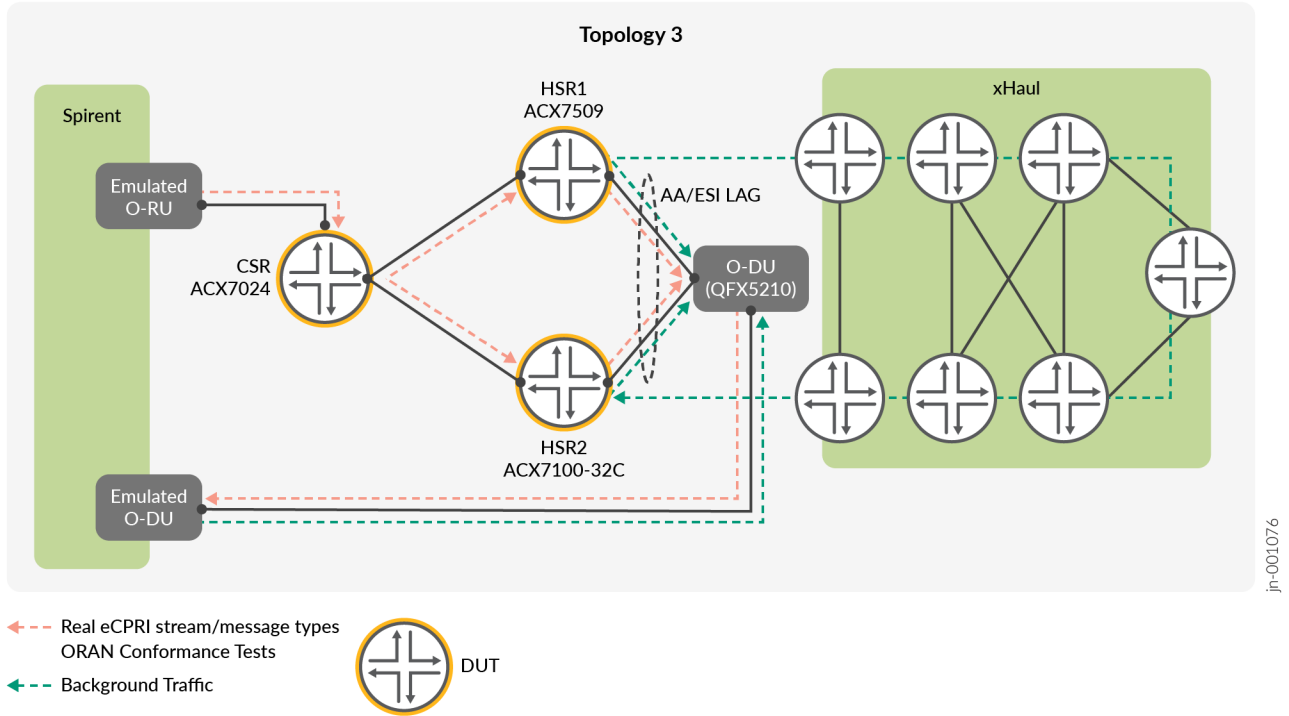 Topology 3
Spirent
Emulated
O-RU
CSR
ACX7024
HSR1
ACX7509
AA/ESI LAG
O-DU
(QFX5210)
HSR2
ACX7100-32C
Emulated
O-DU
xHaul
jn-001076
Real eCPRI stream/message types
ORAN Conformance Tests
Background Traffic
DUT